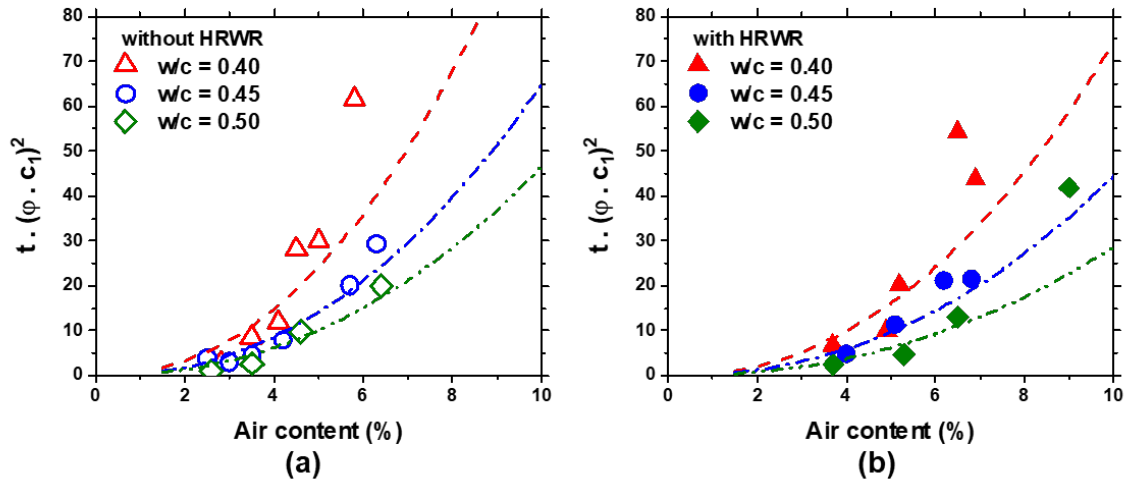 without HRWR
w/c = 0.40
w/c = 0.45
w/c = 0.50
t . (φ . c₁)²
80
70
60
50
40
30
20
10
0
0 2 4 6 8 10
Air content (%)
(a)
with HRWR
w/c = 0.40
w/c = 0.45
w/c = 0.50
t . (φ . c₁)²
80
70
60
50
40
30
20
10
0
0 2 4 6 8 10
Air content (%)
(b)